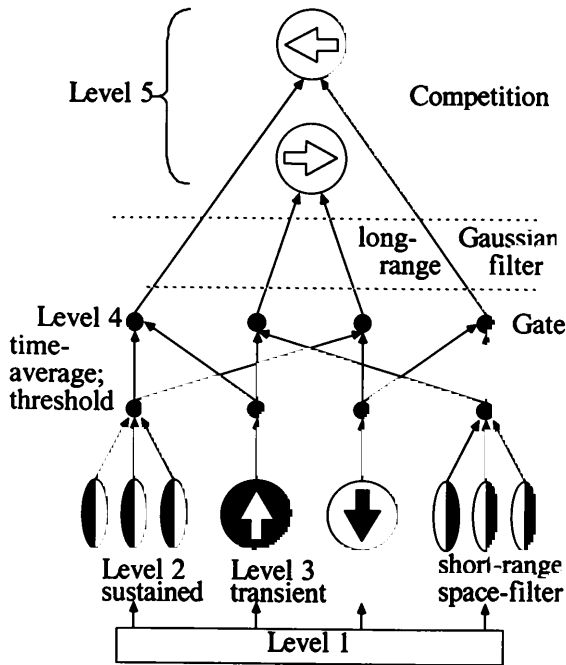 Level 5
Competition
long-
range
Gaussian
filter
Level 4
Gate
time-
average;
threshold
Level 2
sustained
Level 3
transient
short-range
space-filter
Level 1